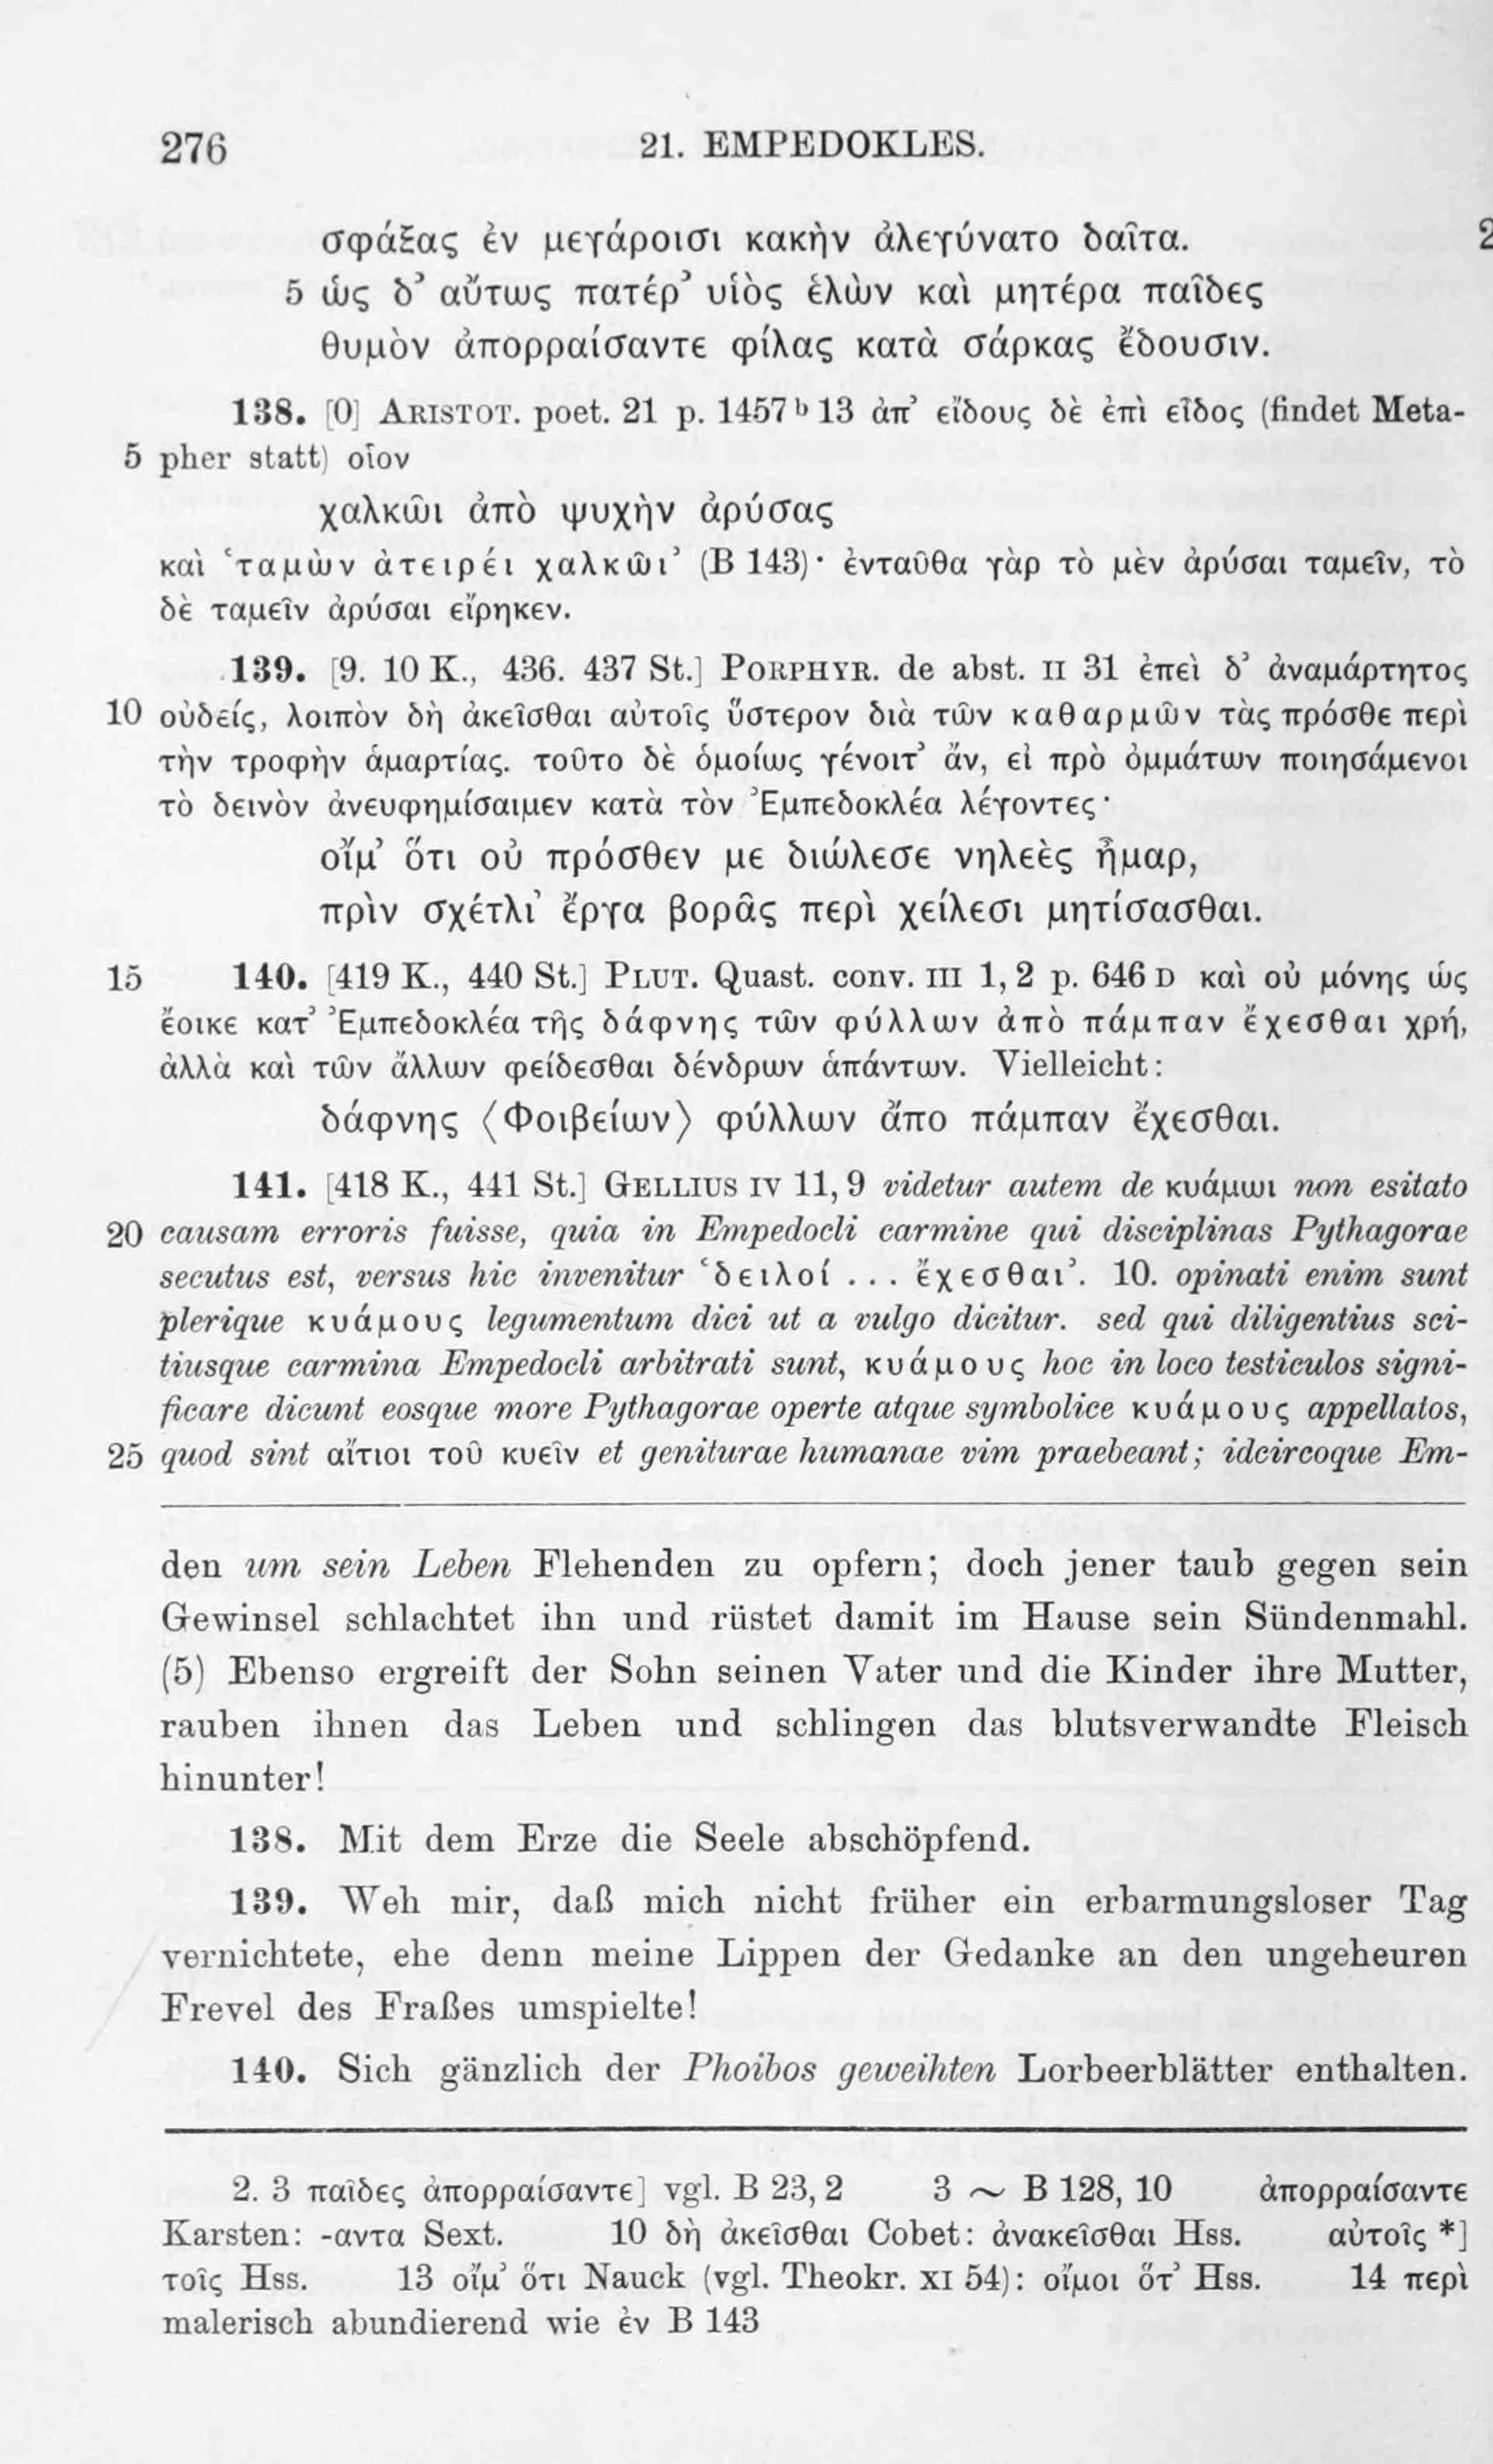 276 21. EMPEDOKLES.
σφάξας ἐν μεγάροισι κακὴν ἀλεγύνατο δαῖτα. 2
5 ὡς δ’ αὔτως πατέρ’ υἱὸς ἑλὼν καὶ μητέρα παῖδες
θυμὸν ἀπορραίσαντε φίλας κατὰ σάρκας ἔδουσιν.
138. [0] ARISTOT. poet. 21 p. 1457 b 13 ἀπ’ εἴδους δὲ ἐπὶ εἶδος (findet Meta-
5 pher statt) οἷον
χαλκῶι ἀπὸ ψυχὴν ἀρύσας
καὶ ‘ταμὼν ἀτειρέι χαλκῶι’ (B 143)· ἐνταῦθα γὰρ τὸ μὲν ἀρύσαι ταμεῖν, τὸ
δὲ ταμεῖν ἀρύσαι εἴρηκεν.
139. [9. 10 K., 436. 437 St.] PORPHYR. de abst. II 31 ἐπεὶ δ’ ἀναμάρτητος
10 οὐδείς, λοιπὸν δὴ ἀκεῖσθαι αὐτοῖς ὕστερον διὰ τῶν καθαρμῶν τὰς πρόσθε περὶ
τὴν τροφὴν ἁμαρτίας. τοῦτο δὲ ὁμοίως γένοιτ’ ἄν, εἰ πρὸ ὀμμάτων ποιησάμενοι
τὸ δεινὸν ἀνευφημίσαιμεν κατὰ τὸν Ἐμπεδοκλέα λέγοντες·
οἴμ’ ὅτι οὐ πρόσθεν με διώλεσε νηλεὲς ἦμαρ,
πρὶν σχέτλι’ ἔργα βορᾶς περὶ χείλεσι μητίσασθαι.
15 140. [419 K., 440 St.] PLUT. Quast. conv. III 1, 2 p. 646 D καὶ οὐ μόνης ὡς
ἔοικε κατ’ Ἐμπεδοκλέα τῆς δάφνης τῶν φύλλων ἀπὸ πάμπαν ἔχεσθαι χρή,
ἀλλὰ καὶ τῶν ἄλλων φείδεσθαι δένδρων ἁπάντων. Vielleicht:
δάφνης ⟨Φοιβείων⟩ φύλλων ἄπο πάμπαν ἔχεσθαι.
141. [418 K., 441 St.] GELLIUS IV 11, 9 videtur autem de κυάμωι non esitato
20 causam erroris fuisse, quia in Empedocli carmine qui disciplinas Pythagorae
secutus est, versus hic invenitur ‘δειλοί ... ἔχεσθαι’. 10. opinati enim sunt
plerique κυάμους legumentum dici ut a vulgo dicitur. sed qui diligentius sci-
tiusque carmina Empedocli arbitrati sunt, κυάμους hoc in loco testiculos signi-
ficare dicunt eosque more Pythagorae operte atque symbolice κυάμους appellatos,
25 quod sint αἴτιοι τοῦ κυεῖν et geniturae humanae vim praebeant; idcircoque Em-
den um sein Leben Flehenden zu opfern; doch jener taub gegen sein
Gewinsel schlachtet ihn und rüstet damit im Hause sein Sündenmahl.
(5) Ebenso ergreift der Sohn seinen Vater und die Kinder ihre Mutter,
rauben ihnen das Leben und schlingen das blutsverwandte Fleisch
hinunter!
138. Mit dem Erze die Seele abschöpfend.
139. Weh mir, daß mich nicht früher ein erbarmungsloser Tag
vernichtete, ehe denn meine Lippen der Gedanke an den ungeheuren
Frevel des Fraßes umspielte!
140. Sich gänzlich der Phoibos geweihten Lorbeerblätter enthalten.
2. 3 παῖδες ἀπορραίσαντε] vgl. B 23, 2 3 ~ B 128, 10 ἀπορραίσαντε
Karsten: -αντα Sext. 10 δὴ ἀκεῖσθαι Cobet: ἀνακεῖσθαι Hss. αὐτοῖς *]
τοῖς Hss. 13 οἴμ’ ὅτι Nauck (vgl. Theokr. XI 54): οἴμοι ὅτ’ Hss. 14 περὶ
malerisch abundierend wie ἐν B 143